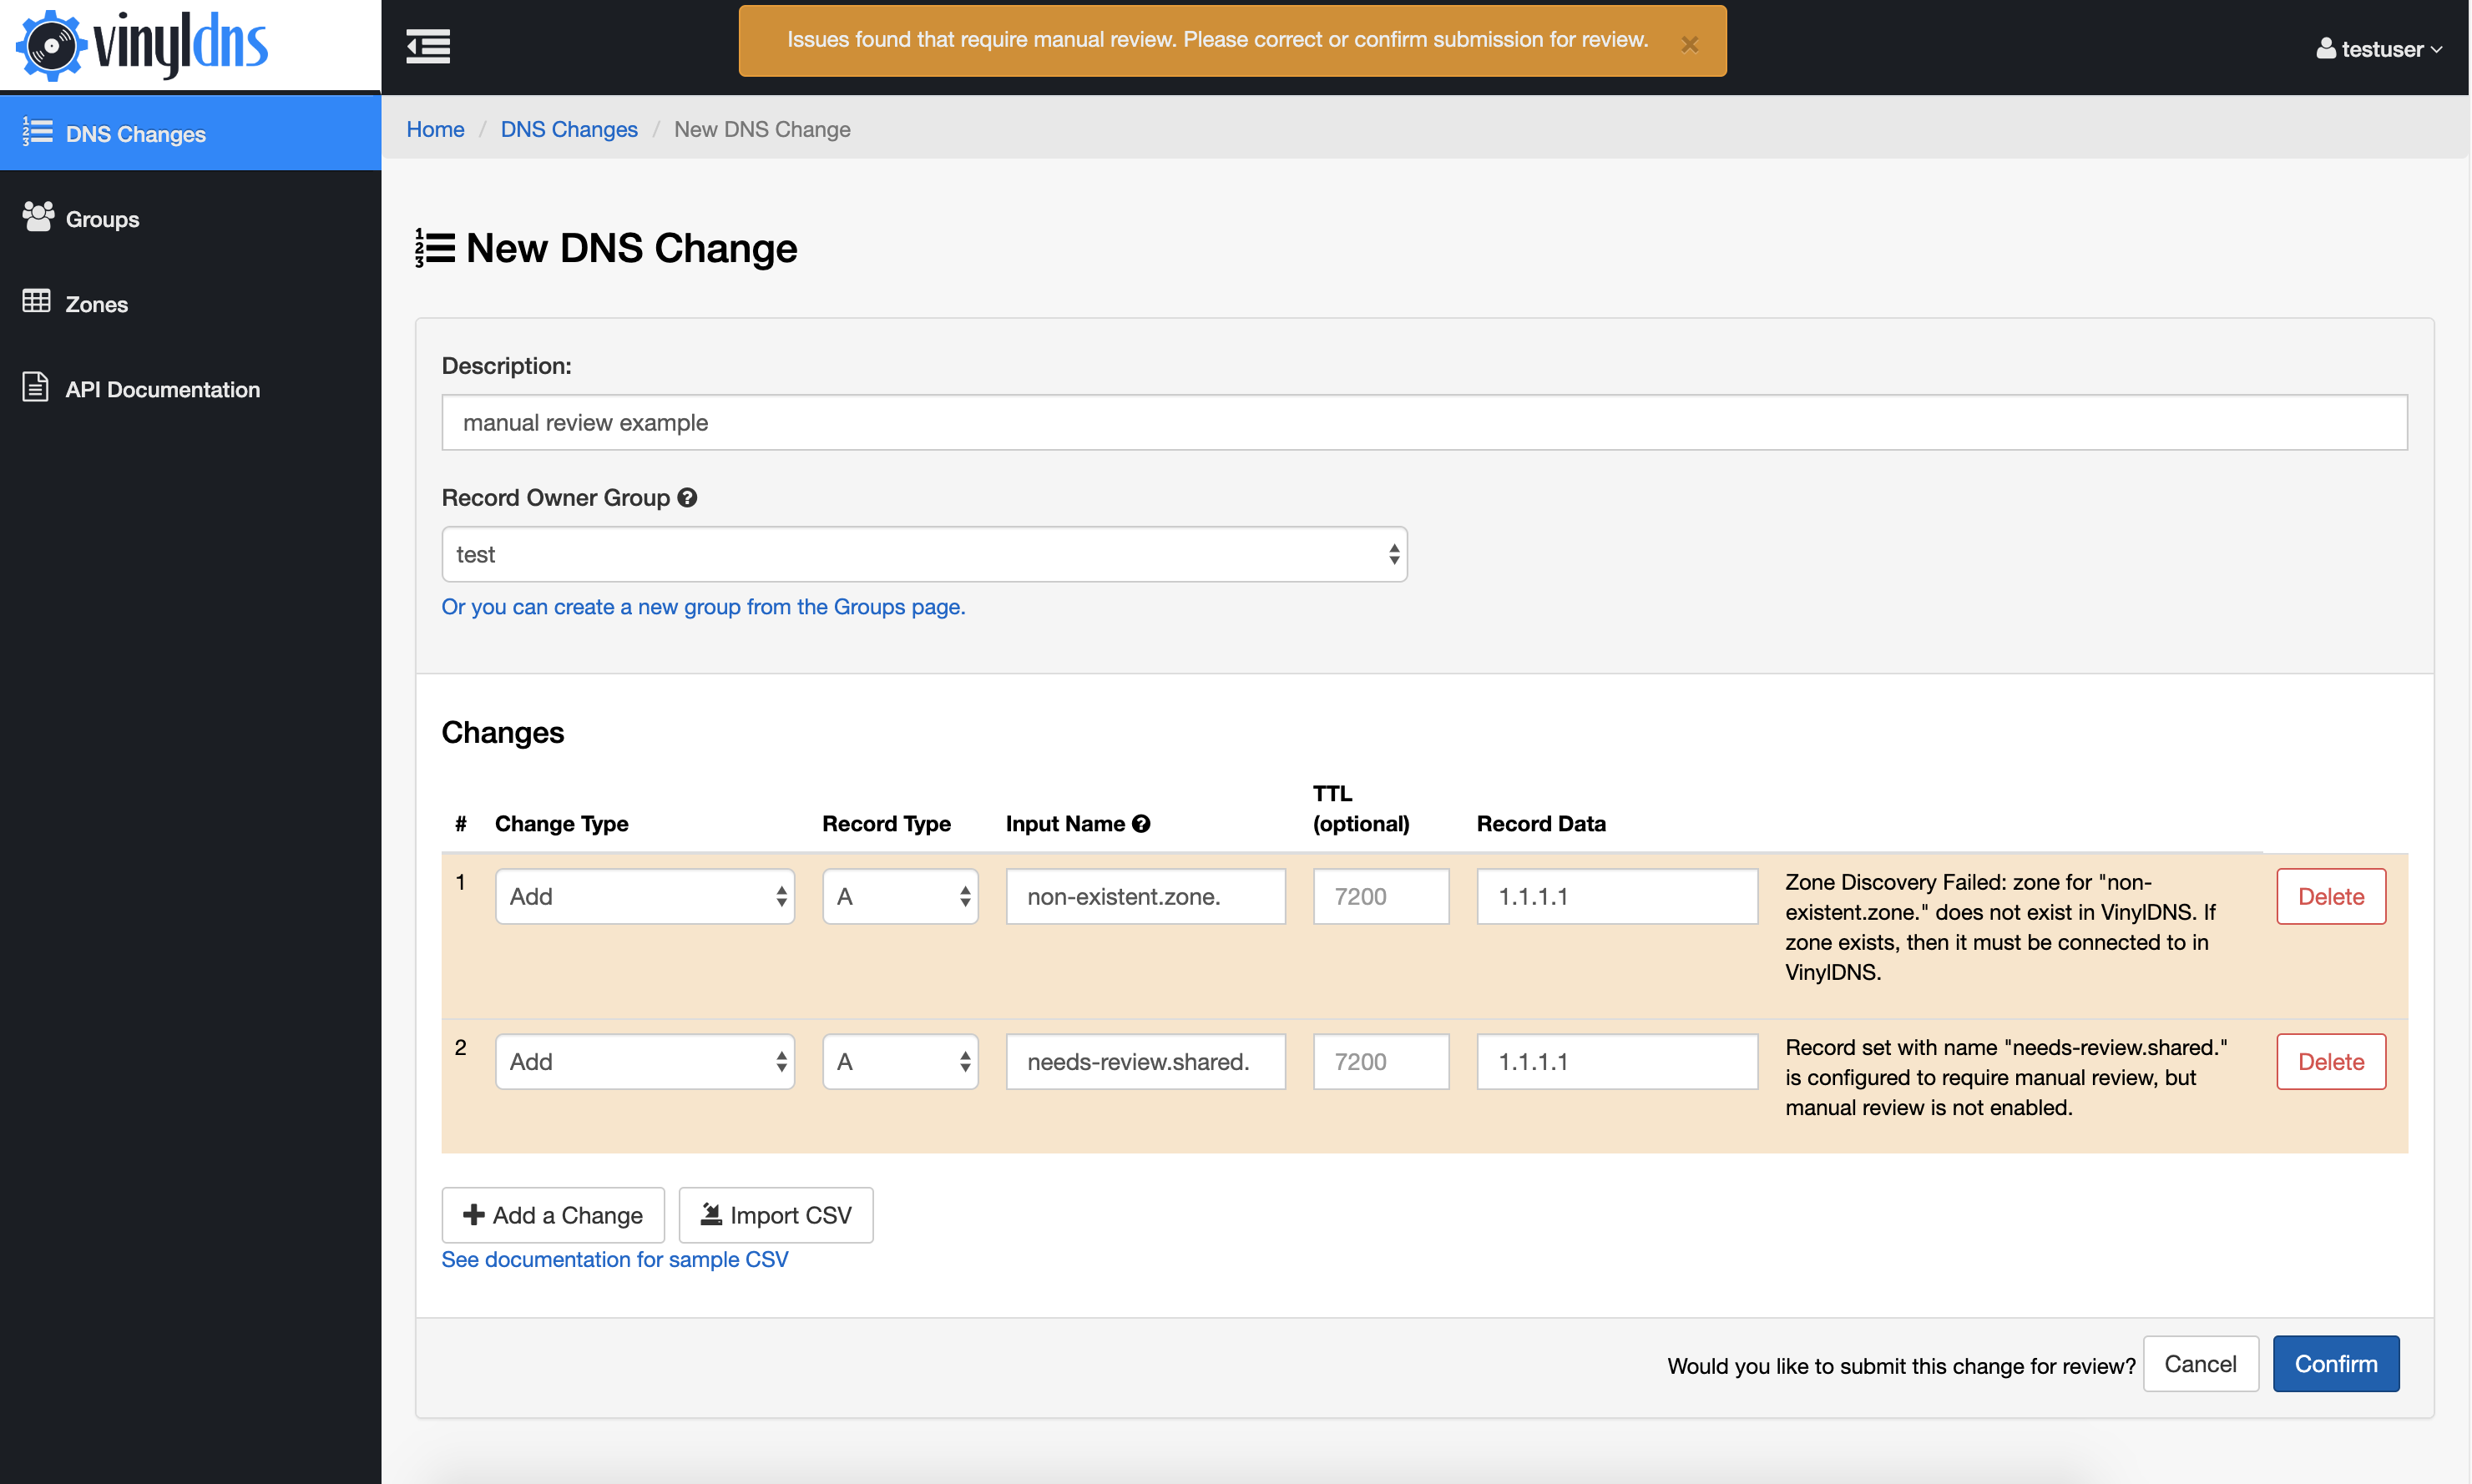 vinyldns
Issues found that require manual review. Please correct or confirm submission for review. ×
testuser
DNS Changes
Groups
Zones
API Documentation
Home / DNS Changes / New DNS Change
New DNS Change
Description:
manual review example
Record Owner Group
test
Or you can create a new group from the Groups page.
Changes
# Change Type Record Type Input Name TTL (optional) Record Data
1 Add A non-existent.zone. 7200 1.1.1.1
Zone Discovery Failed: zone for "non-
existent.zone." does not exist in VinylDNS. If
zone exists, then it must be connected to in
VinylDNS.
Delete
2 Add A needs-review.shared. 7200 1.1.1.1
Record set with name "needs-review.shared."
is configured to require manual review, but
manual review is not enabled.
Delete
Add a Change Import CSV
See documentation for sample CSV
Would you like to submit this change for review? Cancel Confirm